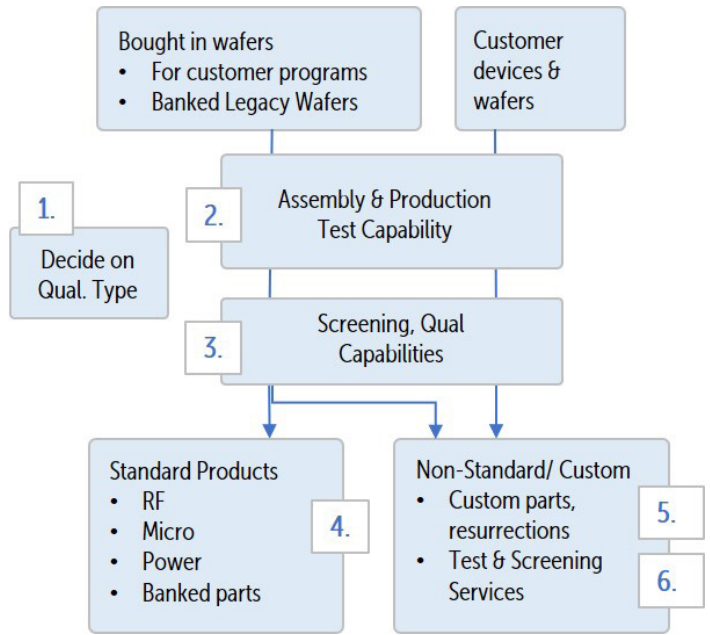 Bought in wafers
• For customer programs
• Banked Legacy Wafers
Customer
devices &
wafers
1.
Decide on
Qual. Type
2.
Assembly & Production
Test Capability
3.
Screening, Qual
Capabilities
Standard Products
• RF
• Micro
• Power
• Banked parts
4.
Non-Standard/ Custom
• Custom parts,
resurrections
• Test & Screening
Services
5.
6.